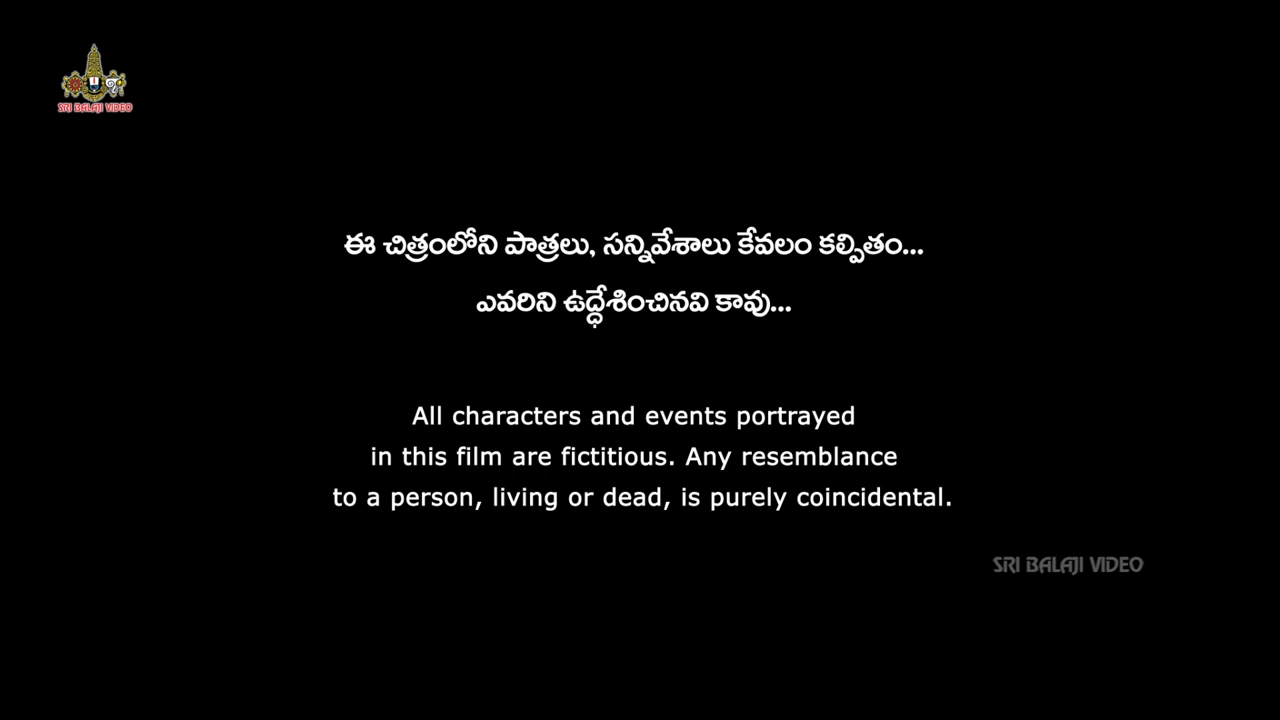 SRI BALAJI VIDEO
ఈ చిత్రంలోని పాత్రలు, సన్నివేశాలు కేవలం కల్పితం...
ఎవరిని ఉద్ధేశించినవి కావు...
All characters and events portrayed
in this film are fictitious. Any resemblance
to a person, living or dead, is purely coincidental.
SRI BALAJI VIDEO